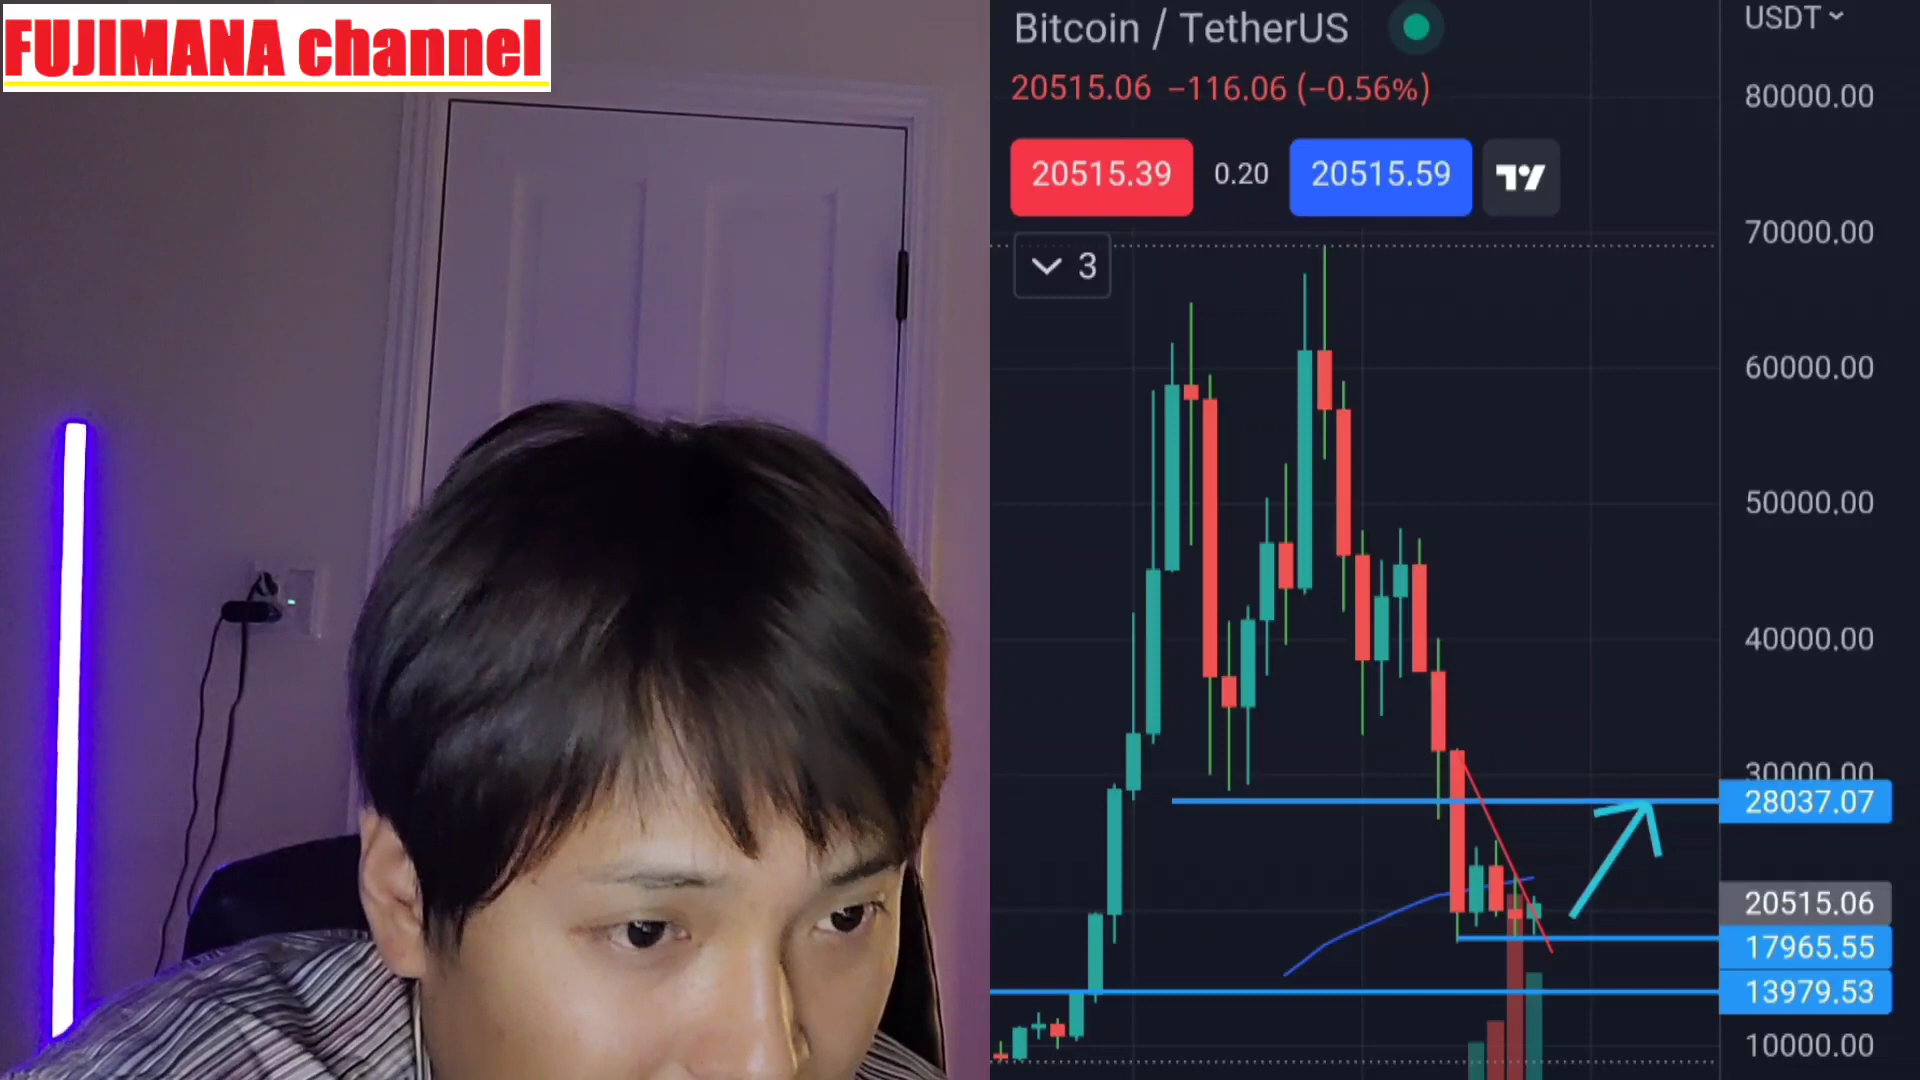 FUJIMANA channel
Bitcoin / TetherUS
USDT
20515.06 −116.06 (−0.56%)
80000.00
20515.39 0.20 20515.59
70000.00
3
60000.00
50000.00
40000.00
30000.00
28037.07
20515.06
17965.55
13979.53
10000.00